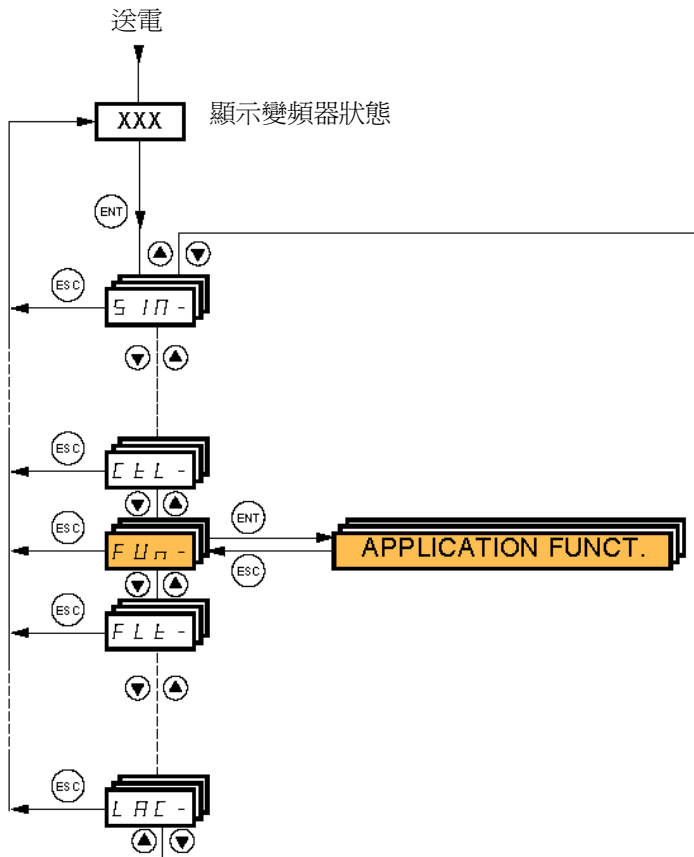 送電
XXX
顯示變頻器狀態
ENT
ESC
SIM-
ESC
CtL-
ESC
FUn-
ENT
APPLICATION FUNCT.
ESC
ESC
FLt-
ESC
LAC-